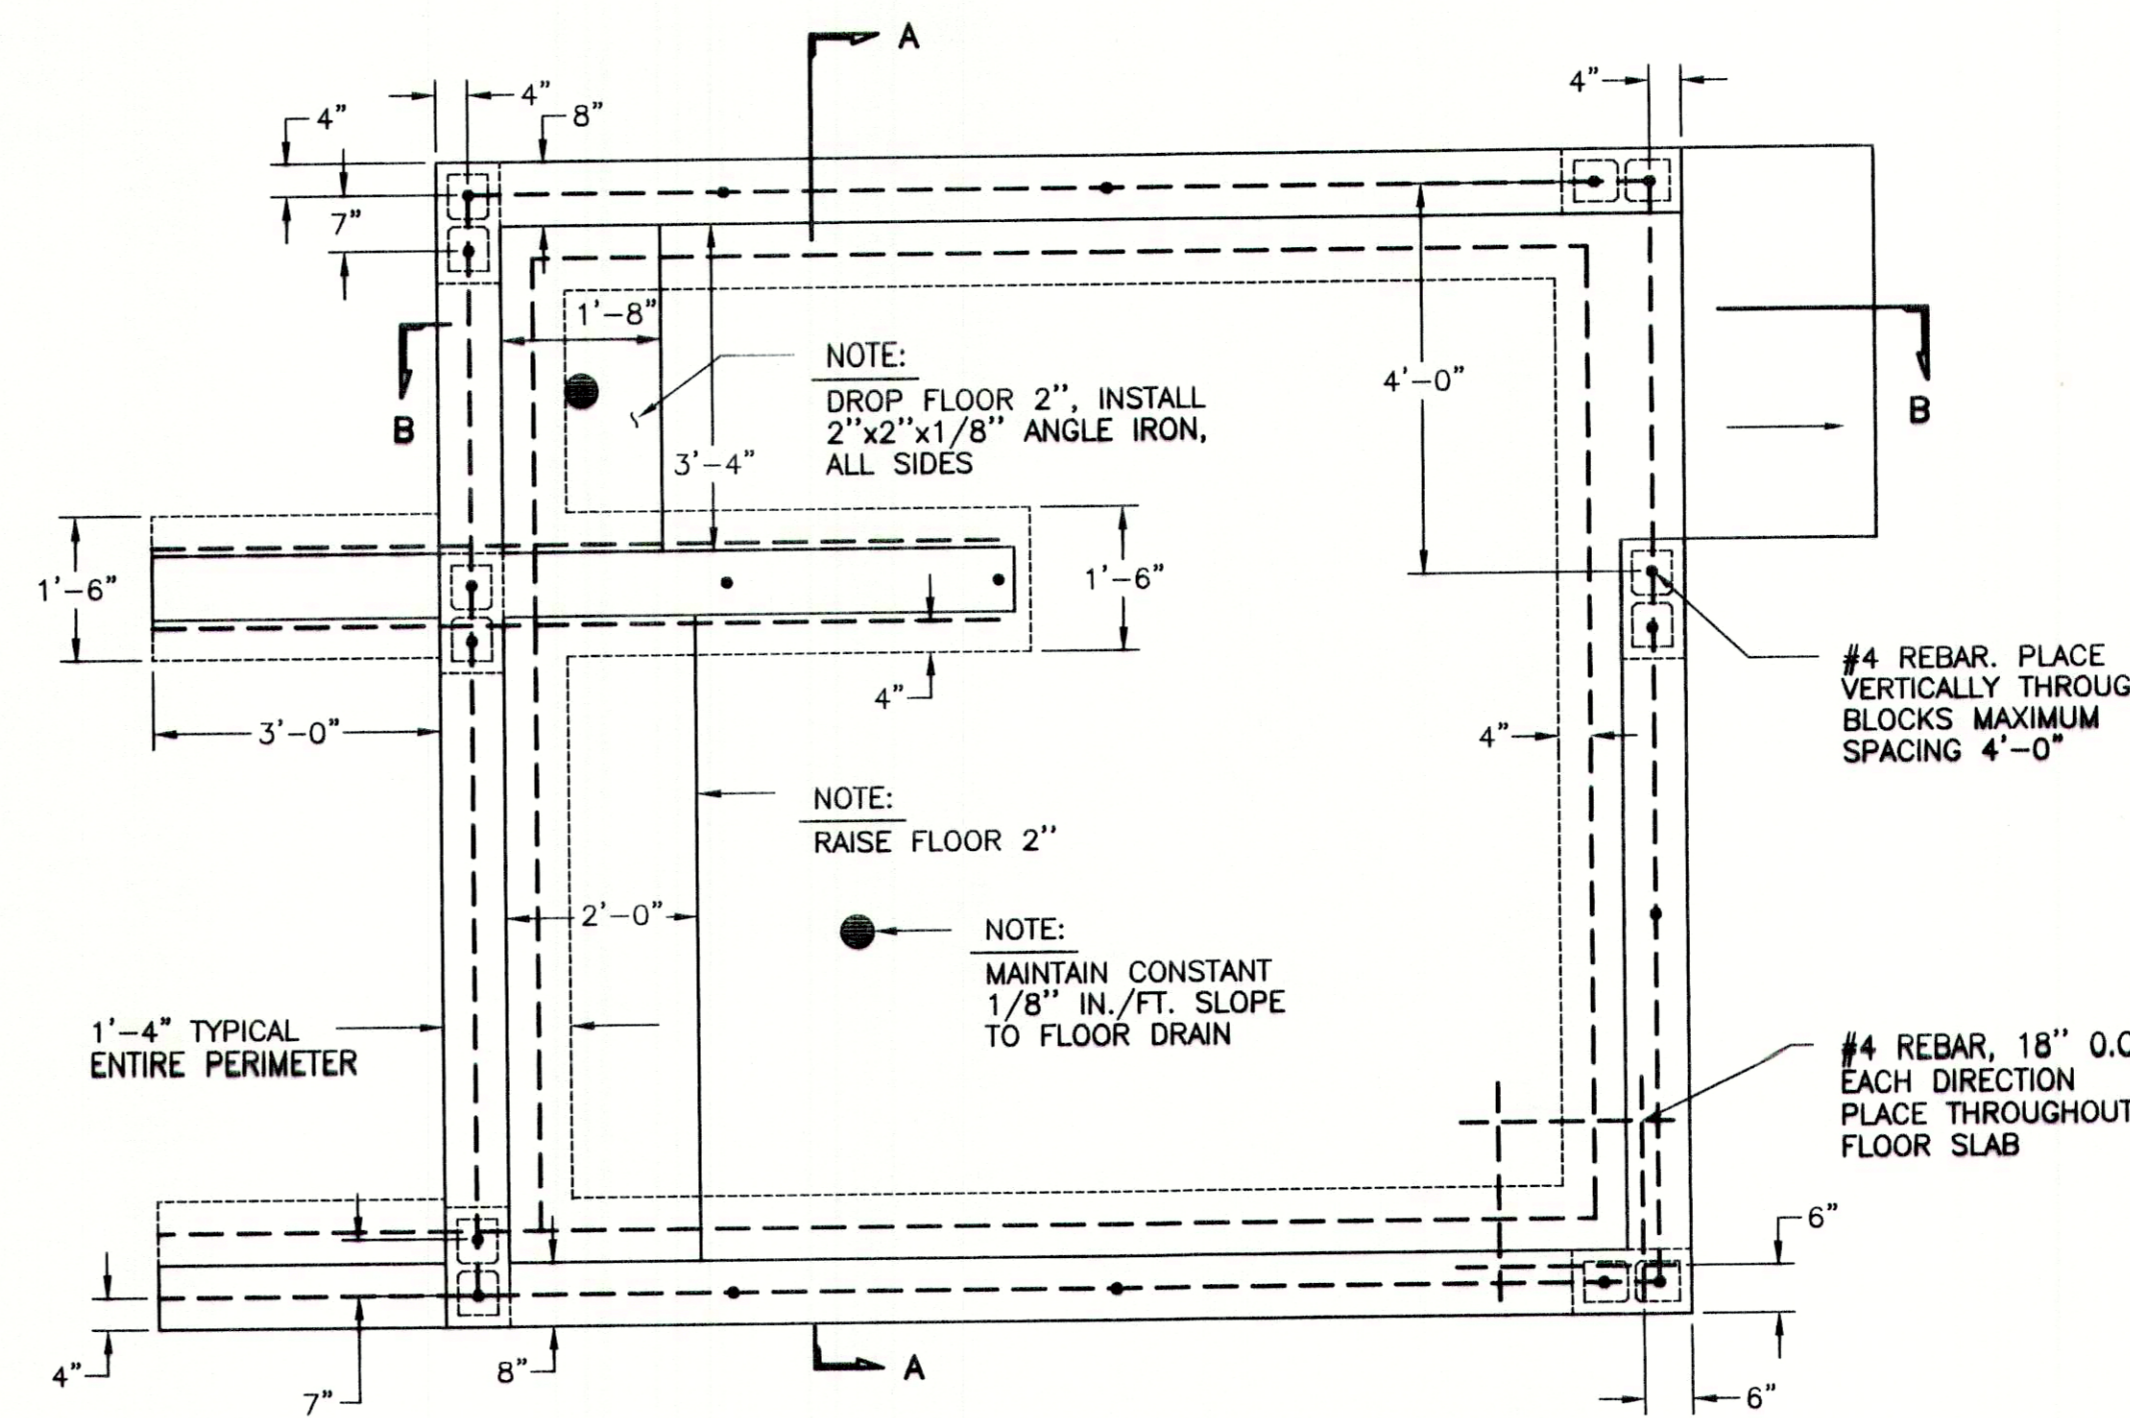 A
4"
4"
4"
8"
7"
1'-8"
NOTE:
DROP FLOOR 2", INSTALL
2"x2"x1/8" ANGLE IRON,
ALL SIDES
4'-0"
B
B
3'-4"
1'-6"
1'-6"
4"
#4 REBAR. PLACE
VERTICALLY THROUG
BLOCKS MAXIMUM
SPACING 4'-0"
3'-0"
4"
NOTE:
RAISE FLOOR 2"
2'-0"
NOTE:
MAINTAIN CONSTANT
1/8" IN./FT. SLOPE
TO FLOOR DRAIN
1'-4" TYPICAL
ENTIRE PERIMETER
#4 REBAR, 18" O.C
EACH DIRECTION
PLACE THROUGHOUT
FLOOR SLAB
6"
4"
7"
8"
A
6"